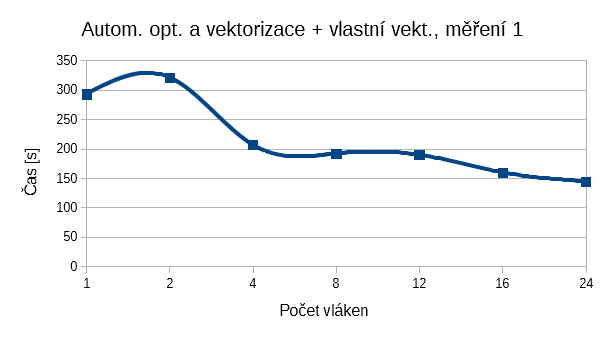 Autom. opt. a vektorizace + vlastní vekt., měření 1
350
300
250
200
150
100
50
0
Čas [s]
1 2 4 8 12 16 24
Počet vláken